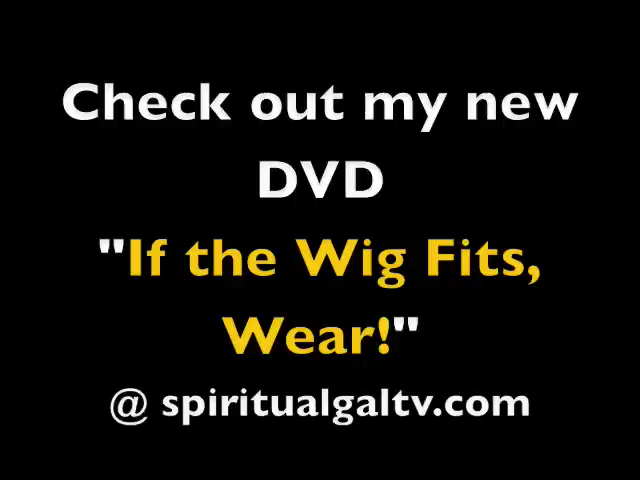 Check out my new
DVD
"If the Wig Fits,
Wear!"
@ spiritualgaltv.com